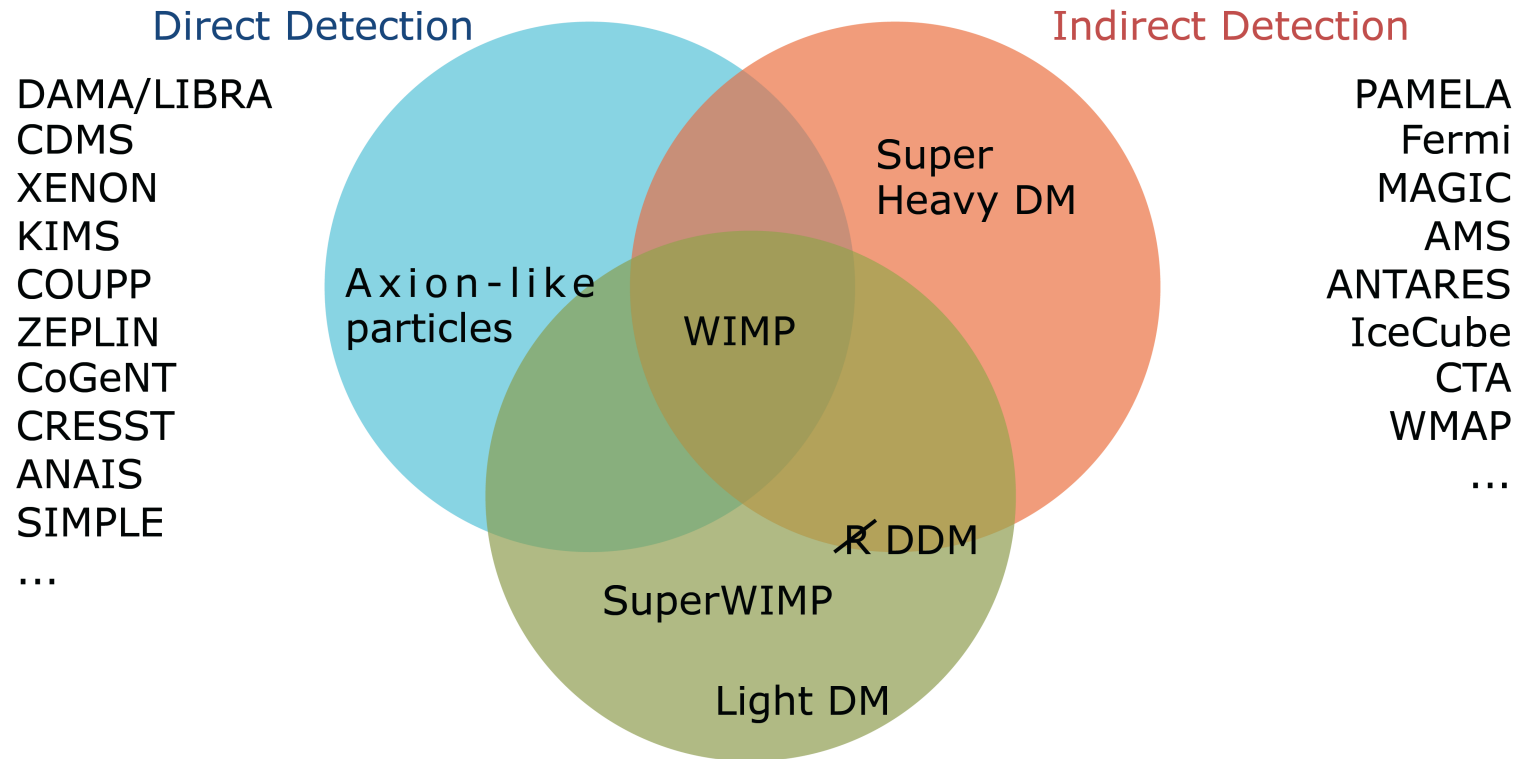 Direct Detection
Indirect Detection
DAMA/LIBRA
CDMS
XENON
KIMS
COUPP
ZEPLIN
CoGeNT
CRESST
ANAIS
SIMPLE
...
Axion-like
particles
Super
Heavy DM
WIMP
R DDM
SuperWIMP
Light DM
PAMELA
Fermi
MAGIC
AMS
ANTARES
IceCube
CTA
WMAP
...